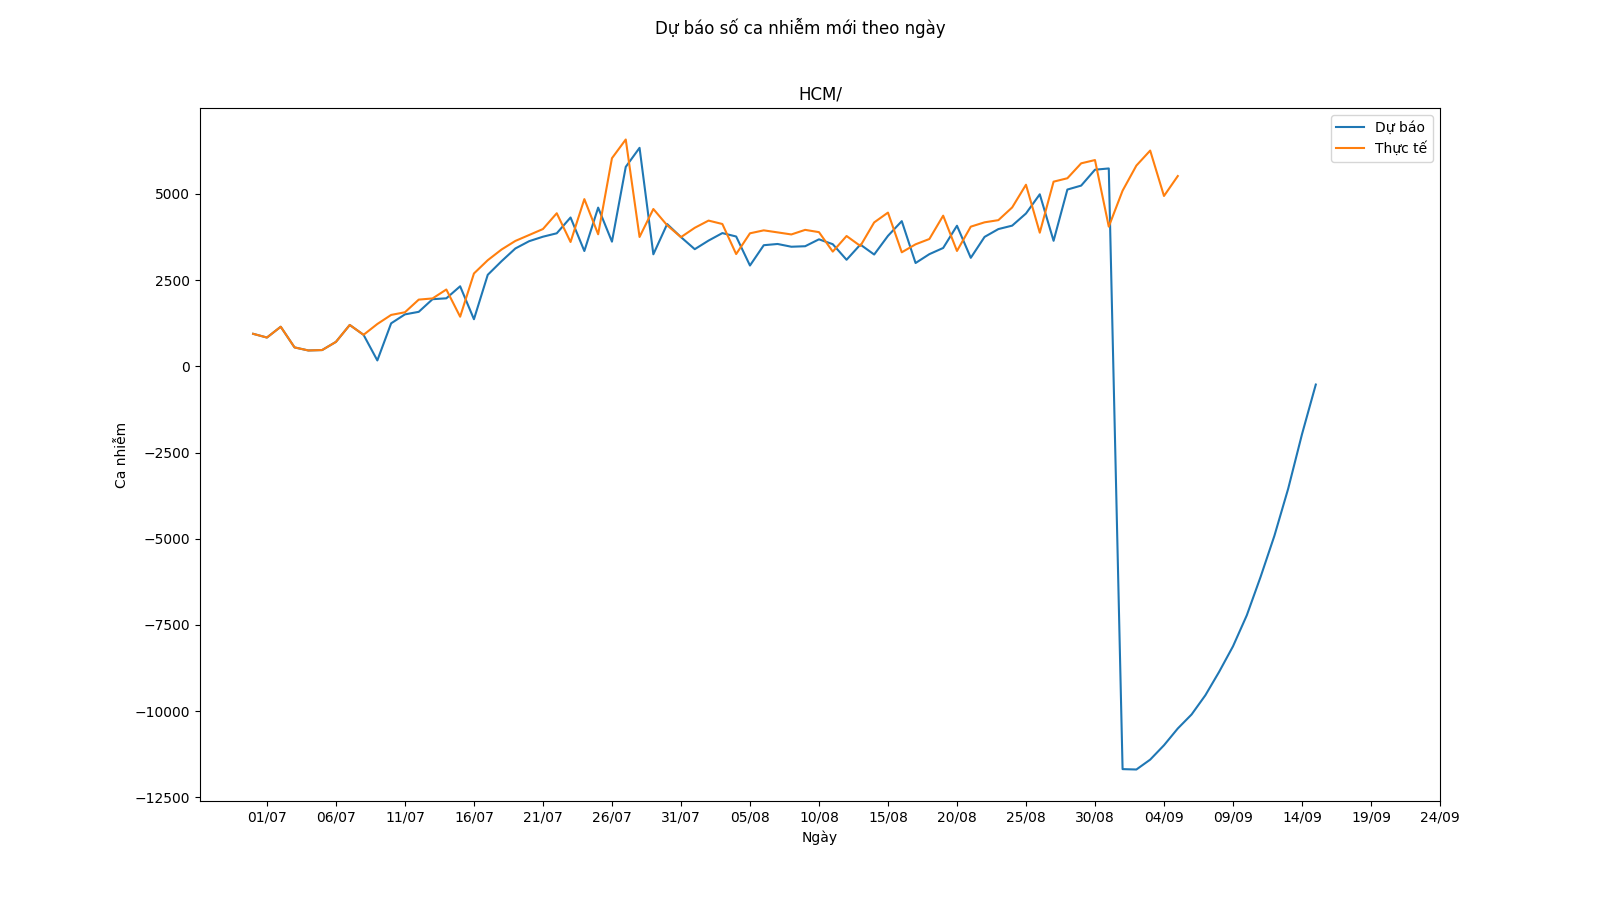 Dự báo số ca nhiễm mới theo ngày
HCM/
Dự báo
Thực tế
5000
2500
0
−2500
−5000
−7500
−10000
−12500
Ca nhiễm
01/07 06/07 11/07 16/07 21/07 26/07 31/07 05/08 10/08 15/08 20/08 25/08 30/08 04/09 09/09 14/09 19/09 24/09
Ngày